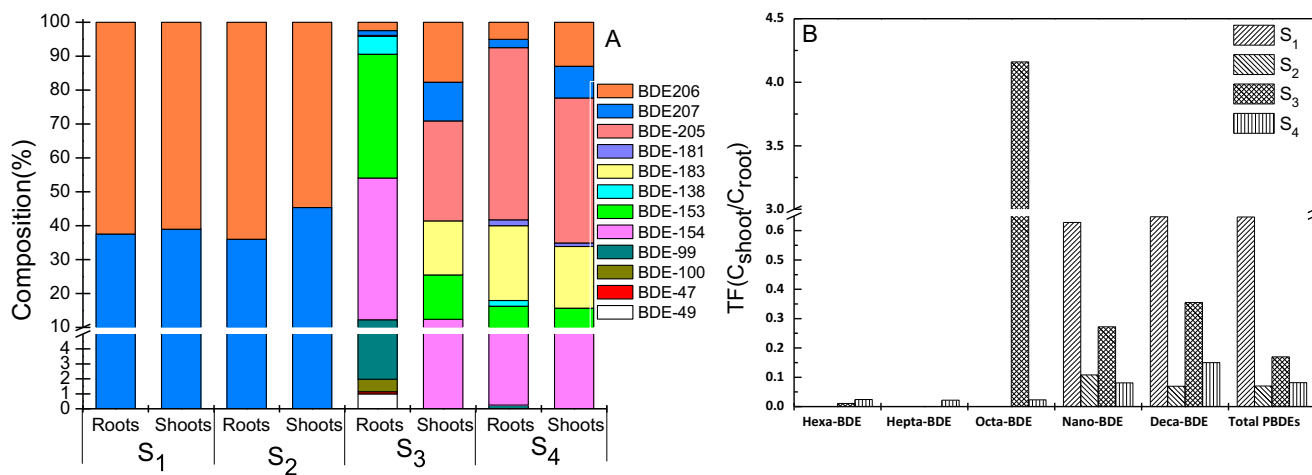 A
Composition(%)
100
90
80
70
60
50
40
30
20
10
4
3
2
1
0
Roots Shoots Roots Shoots Roots Shoots Roots Shoots
S1 S2 S3 S4
BDE206
BDE207
BDE-205
BDE-181
BDE-183
BDE-138
BDE-153
BDE-154
BDE-99
BDE-100
BDE-47
BDE-49
B
TF(Cshoot/Croot)
4.5
4.0
3.5
3.0
0.6
0.5
0.4
0.3
0.2
0.1
0.0
Hexa-BDE Hepta-BDE Octa-BDE Nano-BDE Deca-BDE Total PBDEs
S1
S2
S3
S4